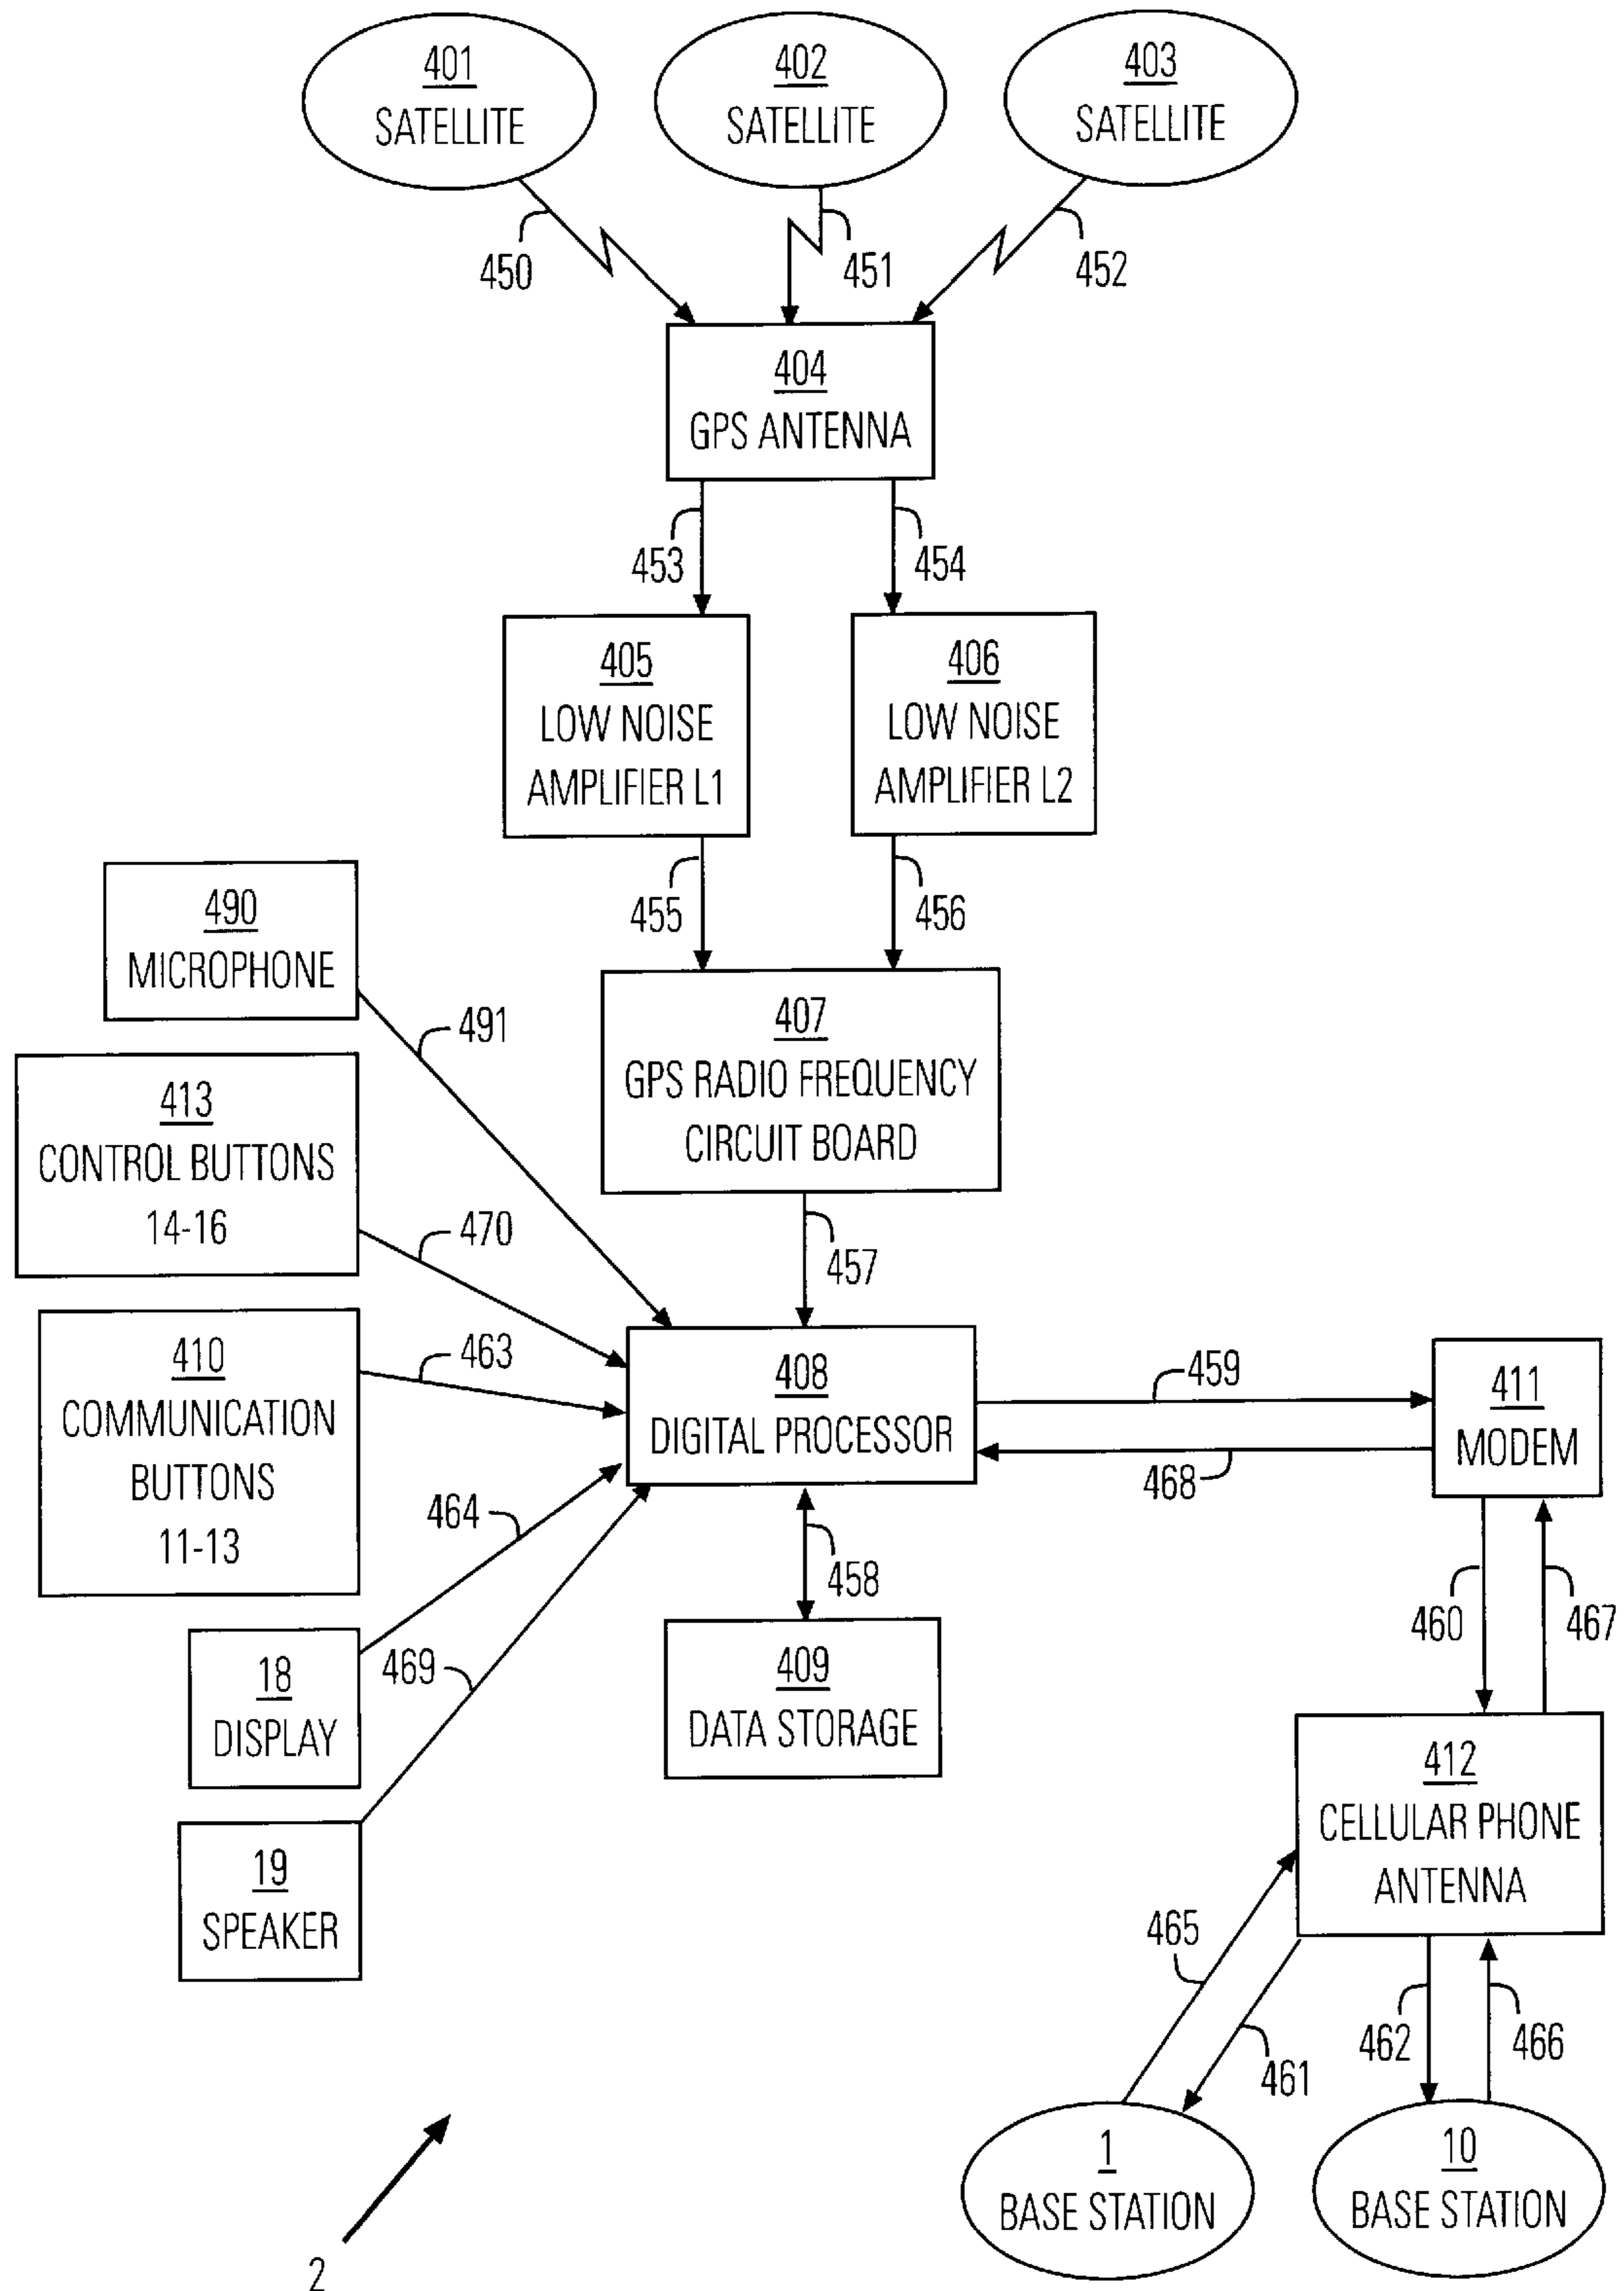 401
SATELLITE
402
SATELLITE
403
SATELLITE
450
451
452
404
GPS ANTENNA
453
454
405
LOW NOISE
AMPLIFIER L1
406
LOW NOISE
AMPLIFIER L2
455
456
490
MICROPHONE
491
407
GPS RADIO FREQUENCY
CIRCUIT BOARD
413
CONTROL BUTTONS
14-16
470
457
410
COMMUNICATION
BUTTONS
11-13
463
408
DIGITAL PROCESSOR
459
468
411
MODEM
464
458
460
467
18
DISPLAY
469
409
DATA STORAGE
412
CELLULAR PHONE
ANTENNA
19
SPEAKER
465
461
462
466
1
BASE STATION
10
BASE STATION
2